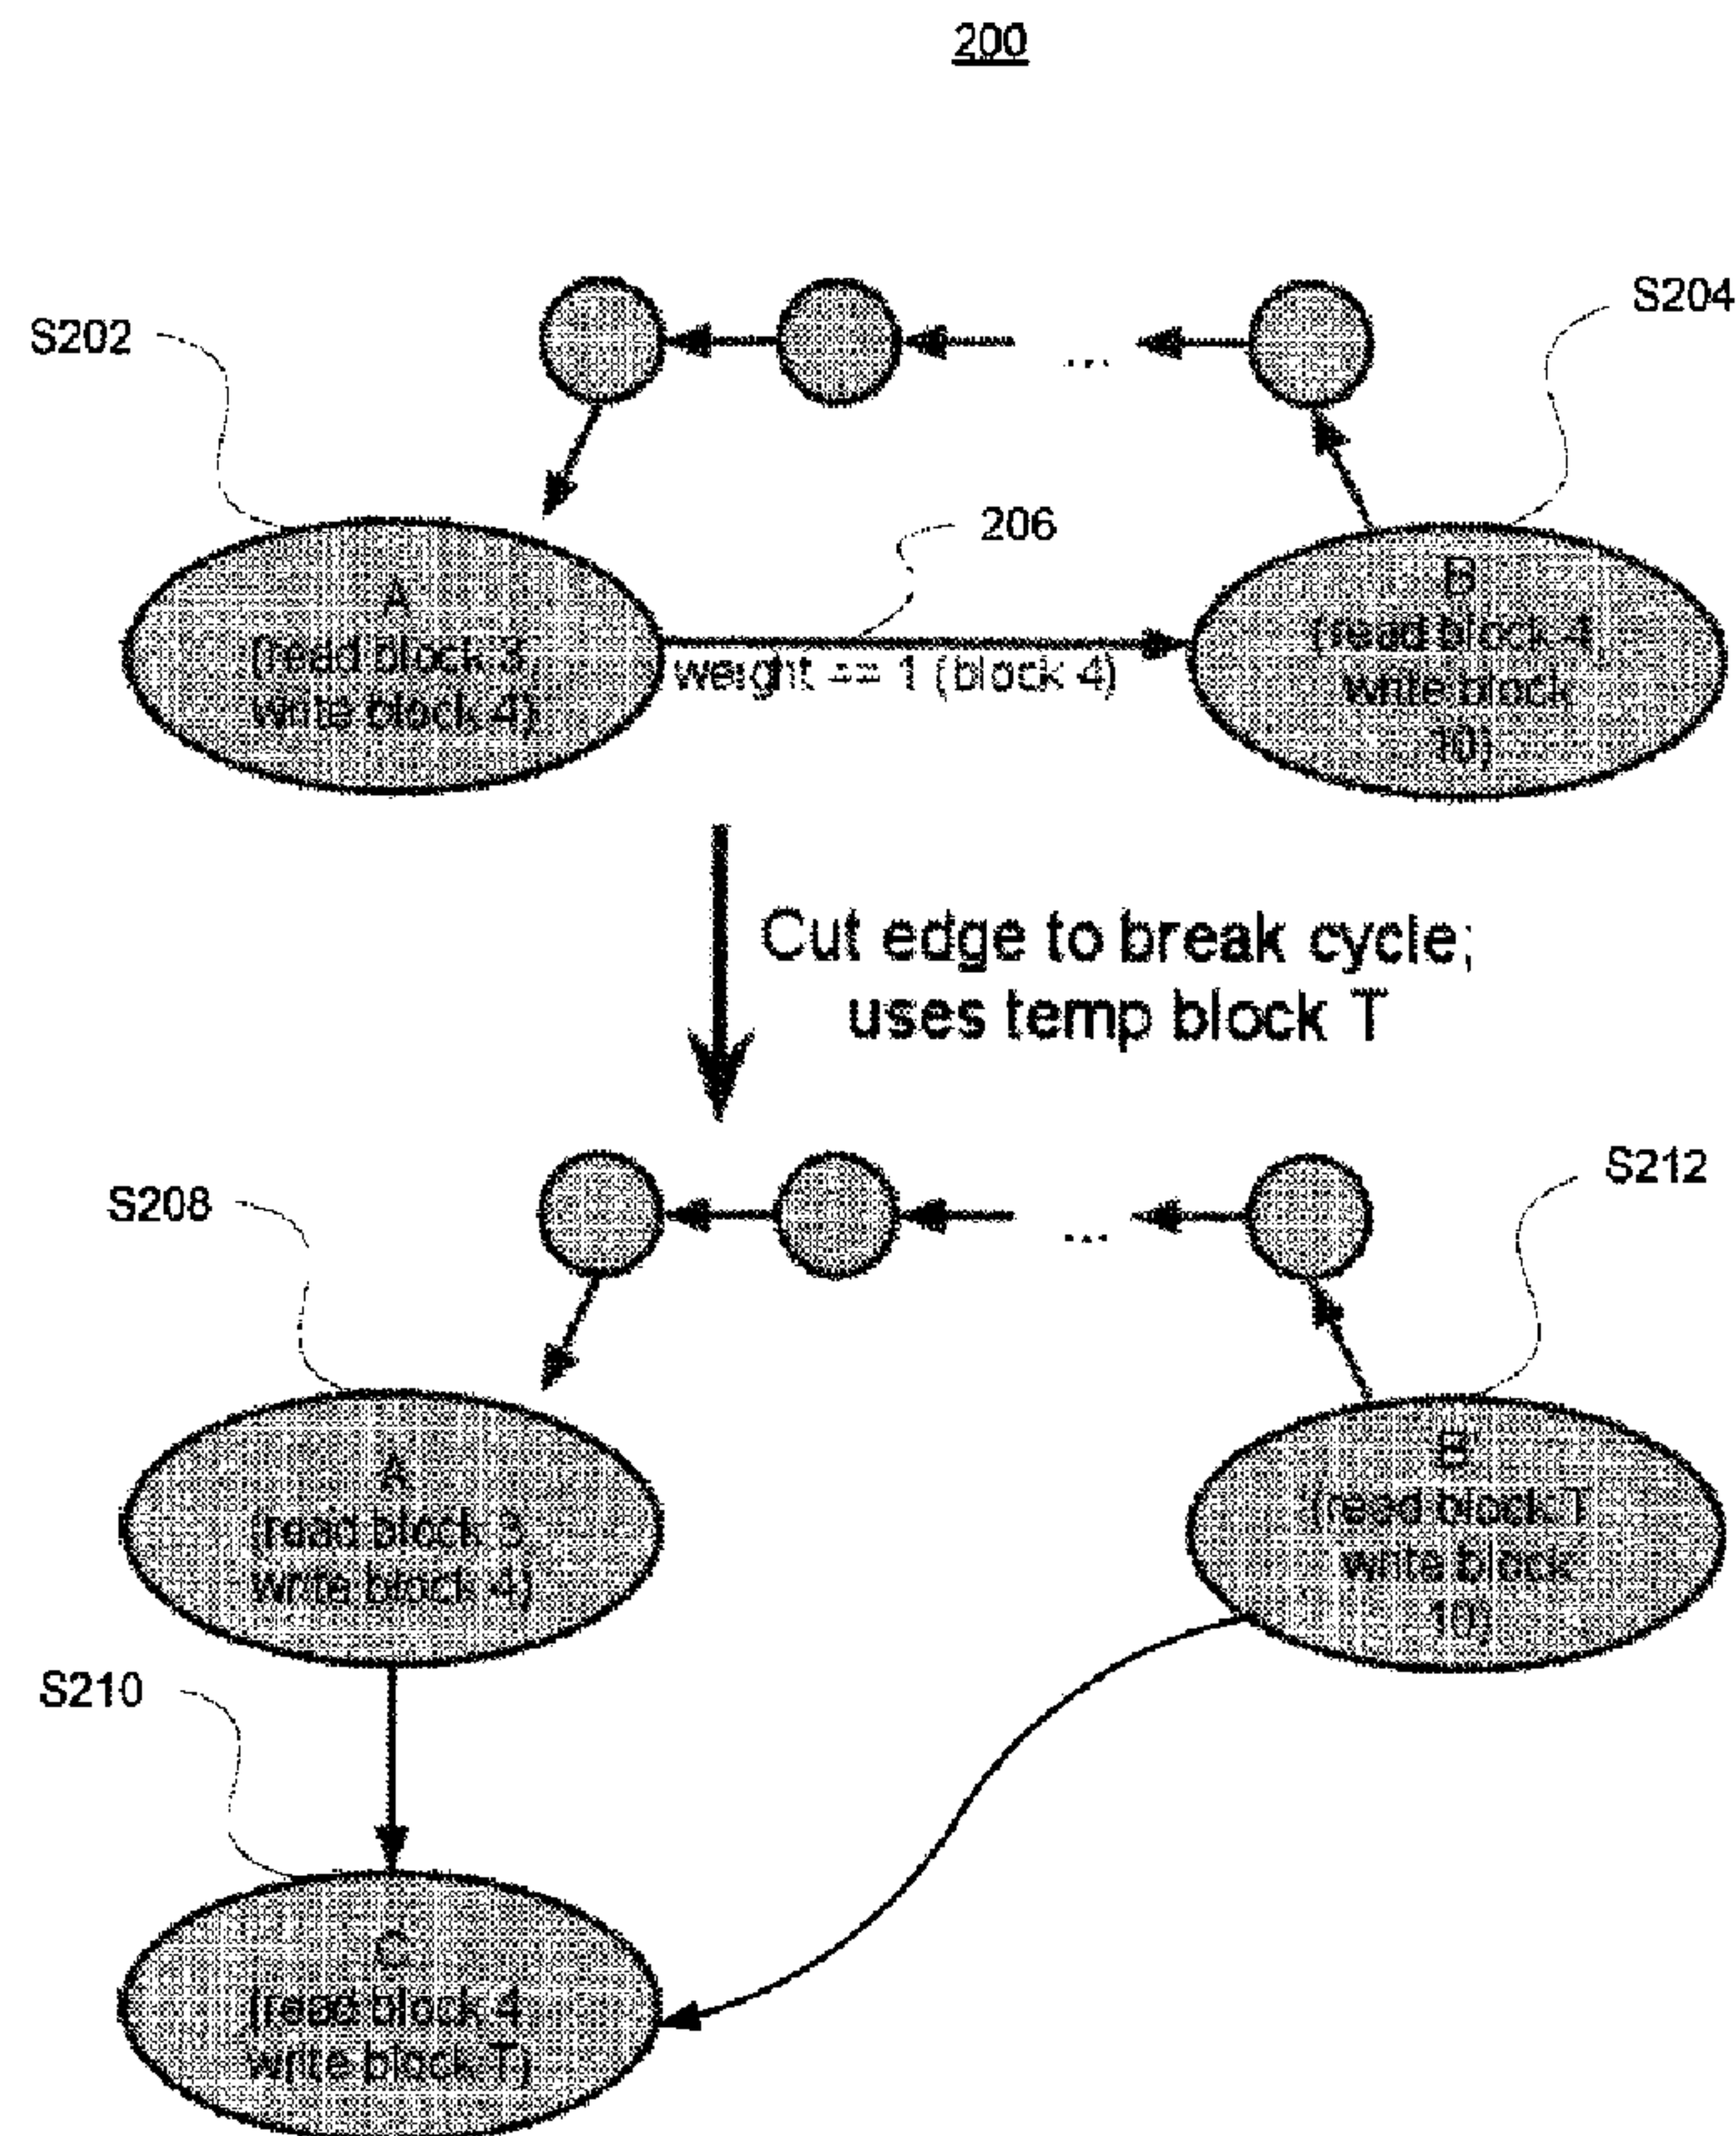 200
S202
S204
206
A
(read block 3
write block 4)
weight == 1 (block 4)
B
(read block 4
write block
10)
Cut edge to break cycle;
uses temp block T
S208
S212
A
(read block 3
write block 4)
B'
(read block T
write block
10)
S210
C
(read block 4
write block T)
...
...